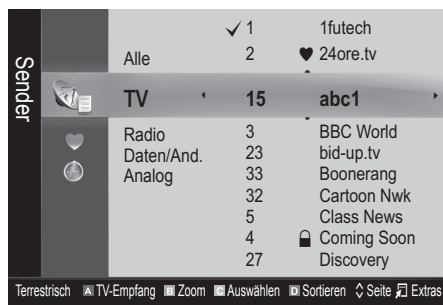 Sender
1 1futech
Alle 2 24ore.tv
TV 15 abc1
Radio 3 BBC World
Daten/And. 23 bid-up.tv
Analog 33 Boonerang
32 Cartoon Nwk
5 Class News
4 Coming Soon
27 Discovery
Terrestrisch A TV-Empfang B Zoom C Auswählen D Sortieren Seite Extras